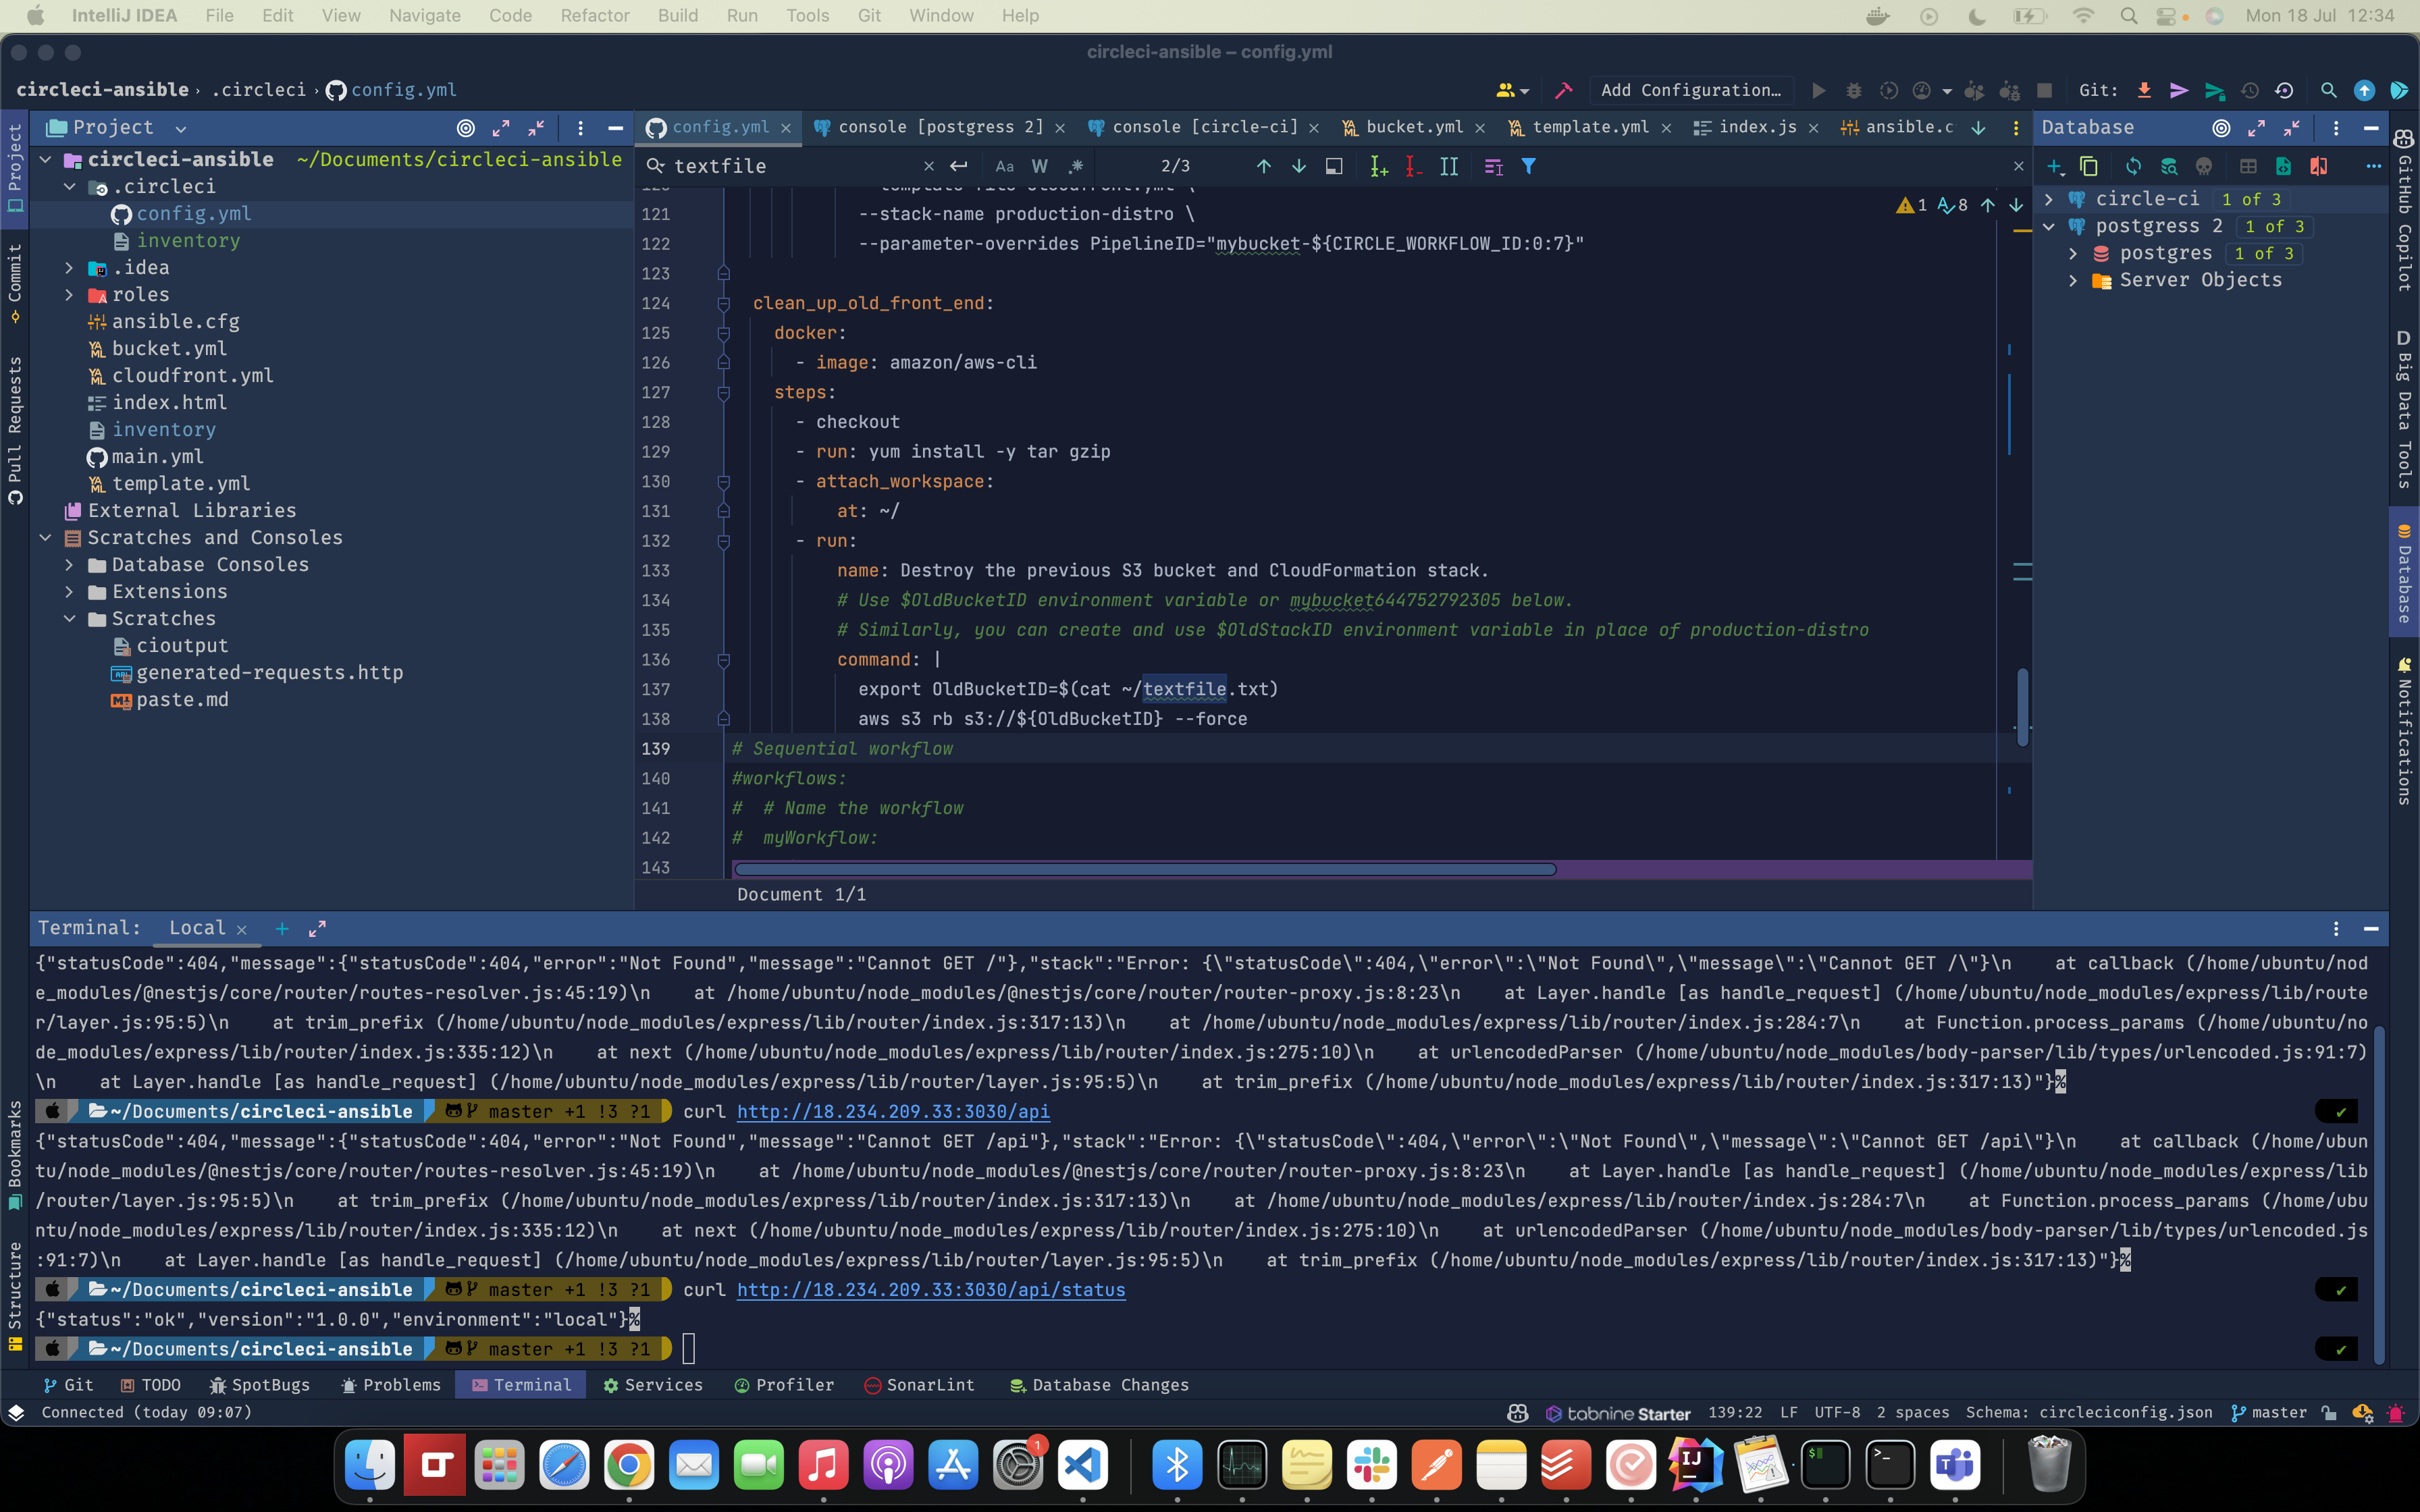 IntelliJ IDEA File Edit View Navigate Code Refactor Build Run Tools Git Window Help Mon 18 Jul 12:34
circleci-ansible – config.yml
circleci-ansible › .circleci › config.yml Add Configuration... Git:
Project config.yml console [postgress 2] console [circle-ci] bucket.yml template.yml index.js ansible.c Database
textfile Aa W .* 2/3
circleci-ansible ~/Documents/circleci-ansible
.circleci
config.yml
inventory
.idea
roles
ansible.cfg
bucket.yml
cloudfront.yml
index.html
inventory
main.yml
template.yml
External Libraries
Scratches and Consoles
Database Consoles
Extensions
Scratches
cioutput
generated-requests.http
paste.md
1 8
121 --stack-name production-distro \
122 --parameter-overrides PipelineID="mybucket-${CIRCLE_WORKFLOW_ID:0:7}"
123
124 clean_up_old_front_end:
125 docker:
126 - image: amazon/aws-cli
127 steps:
128 - checkout
129 - run: yum install -y tar gzip
130 - attach_workspace:
131 at: ~/
132 - run:
133 name: Destroy the previous S3 bucket and CloudFormation stack.
134 # Use $OldBucketID environment variable or mybucket644752792305 below.
135 # Similarly, you can create and use $OldStackID environment variable in place of production-distro
136 command: |
137 export OldBucketID=$(cat ~/textfile.txt)
138 aws s3 rb s3://${OldBucketID} --force
139 # Sequential workflow
140 #workflows:
141 # # Name the workflow
142 # myWorkflow:
143
Document 1/1
circle-ci 1 of 3
postgress 2 1 of 3
postgres 1 of 3
Server Objects
Project
Commit
Pull Requests
Bookmarks
Structure
GitHub Copilot
D Big Data Tools
Database
Notifications
Terminal: Local
{"statusCode":404,"message":{"statusCode":404,"error":"Not Found","message":"Cannot GET /"},"stack":"Error: {\"statusCode\":404,\"error\":\"Not Found\",\"message\":\"Cannot GET /\"}\n    at callback (/home/ubuntu/nod
e_modules/@nestjs/core/router/routes-resolver.js:45:19)\n    at /home/ubuntu/node_modules/@nestjs/core/router/router-proxy.js:8:23\n    at Layer.handle [as handle_request] (/home/ubuntu/node_modules/express/lib/route
r/layer.js:95:5)\n    at trim_prefix (/home/ubuntu/node_modules/express/lib/router/index.js:317:13)\n    at /home/ubuntu/node_modules/express/lib/router/index.js:284:7\n    at Function.process_params (/home/ubuntu/no
de_modules/express/lib/router/index.js:335:12)\n    at next (/home/ubuntu/node_modules/express/lib/router/index.js:275:10)\n    at urlencodedParser (/home/ubuntu/node_modules/body-parser/lib/types/urlencoded.js:91:7)
\n    at Layer.handle [as handle_request] (/home/ubuntu/node_modules/express/lib/router/layer.js:95:5)\n    at trim_prefix (/home/ubuntu/node_modules/express/lib/router/index.js:317:13)"}%
~/Documents/circleci-ansible master +1 !3 ?1 curl http://18.234.209.33:3030/api
{"statusCode":404,"message":{"statusCode":404,"error":"Not Found","message":"Cannot GET /api"},"stack":"Error: {\"statusCode\":404,\"error\":\"Not Found\",\"message\":\"Cannot GET /api\"}\n    at callback (/home/ubun
tu/node_modules/@nestjs/core/router/routes-resolver.js:45:19)\n    at /home/ubuntu/node_modules/@nestjs/core/router/router-proxy.js:8:23\n    at Layer.handle [as handle_request] (/home/ubuntu/node_modules/express/lib
/router/layer.js:95:5)\n    at trim_prefix (/home/ubuntu/node_modules/express/lib/router/index.js:317:13)\n    at /home/ubuntu/node_modules/express/lib/router/index.js:284:7\n    at Function.process_params (/home/ubu
ntu/node_modules/express/lib/router/index.js:335:12)\n    at next (/home/ubuntu/node_modules/express/lib/router/index.js:275:10)\n    at urlencodedParser (/home/ubuntu/node_modules/body-parser/lib/types/urlencoded.js
:91:7)\n    at Layer.handle [as handle_request] (/home/ubuntu/node_modules/express/lib/router/layer.js:95:5)\n    at trim_prefix (/home/ubuntu/node_modules/express/lib/router/index.js:317:13)"}%
~/Documents/circleci-ansible master +1 !3 ?1 curl http://18.234.209.33:3030/api/status
{"status":"ok","version":"1.0.0","environment":"local"}%
~/Documents/circleci-ansible master +1 !3 ?1
Git TODO SpotBugs Problems Terminal Services Profiler SonarLint Database Changes
Connected (today 09:07) tabnine Starter 139:22 LF UTF-8 2 spaces Schema: circleciconfig.json master
1